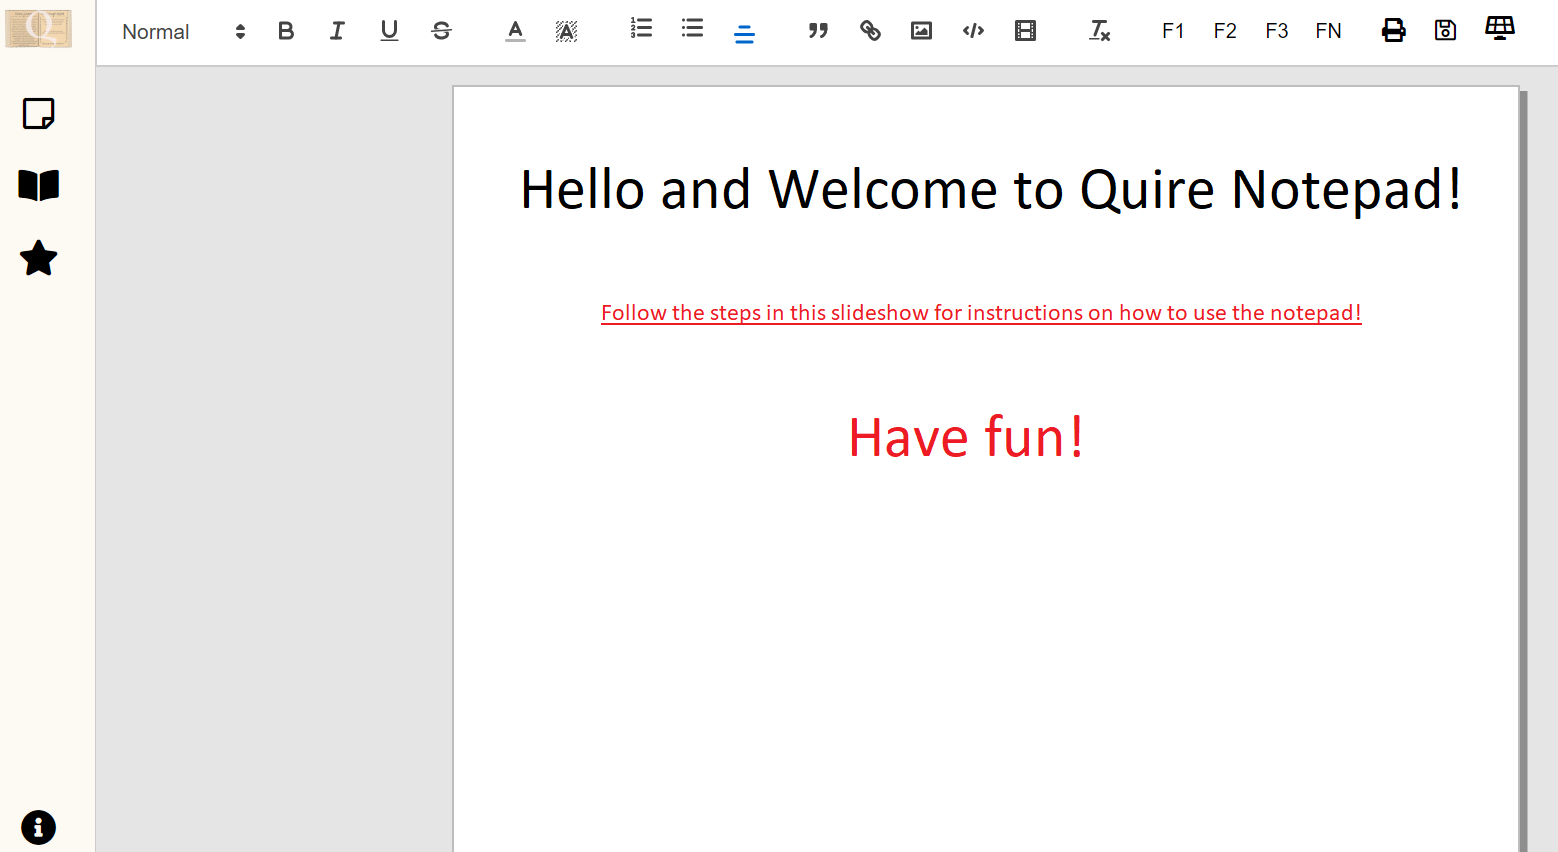 Normal
F1 F2 F3 FN
Hello and Welcome to Quire Notepad!
Follow the steps in this slideshow for instructions on how to use the notepad!
Have fun!